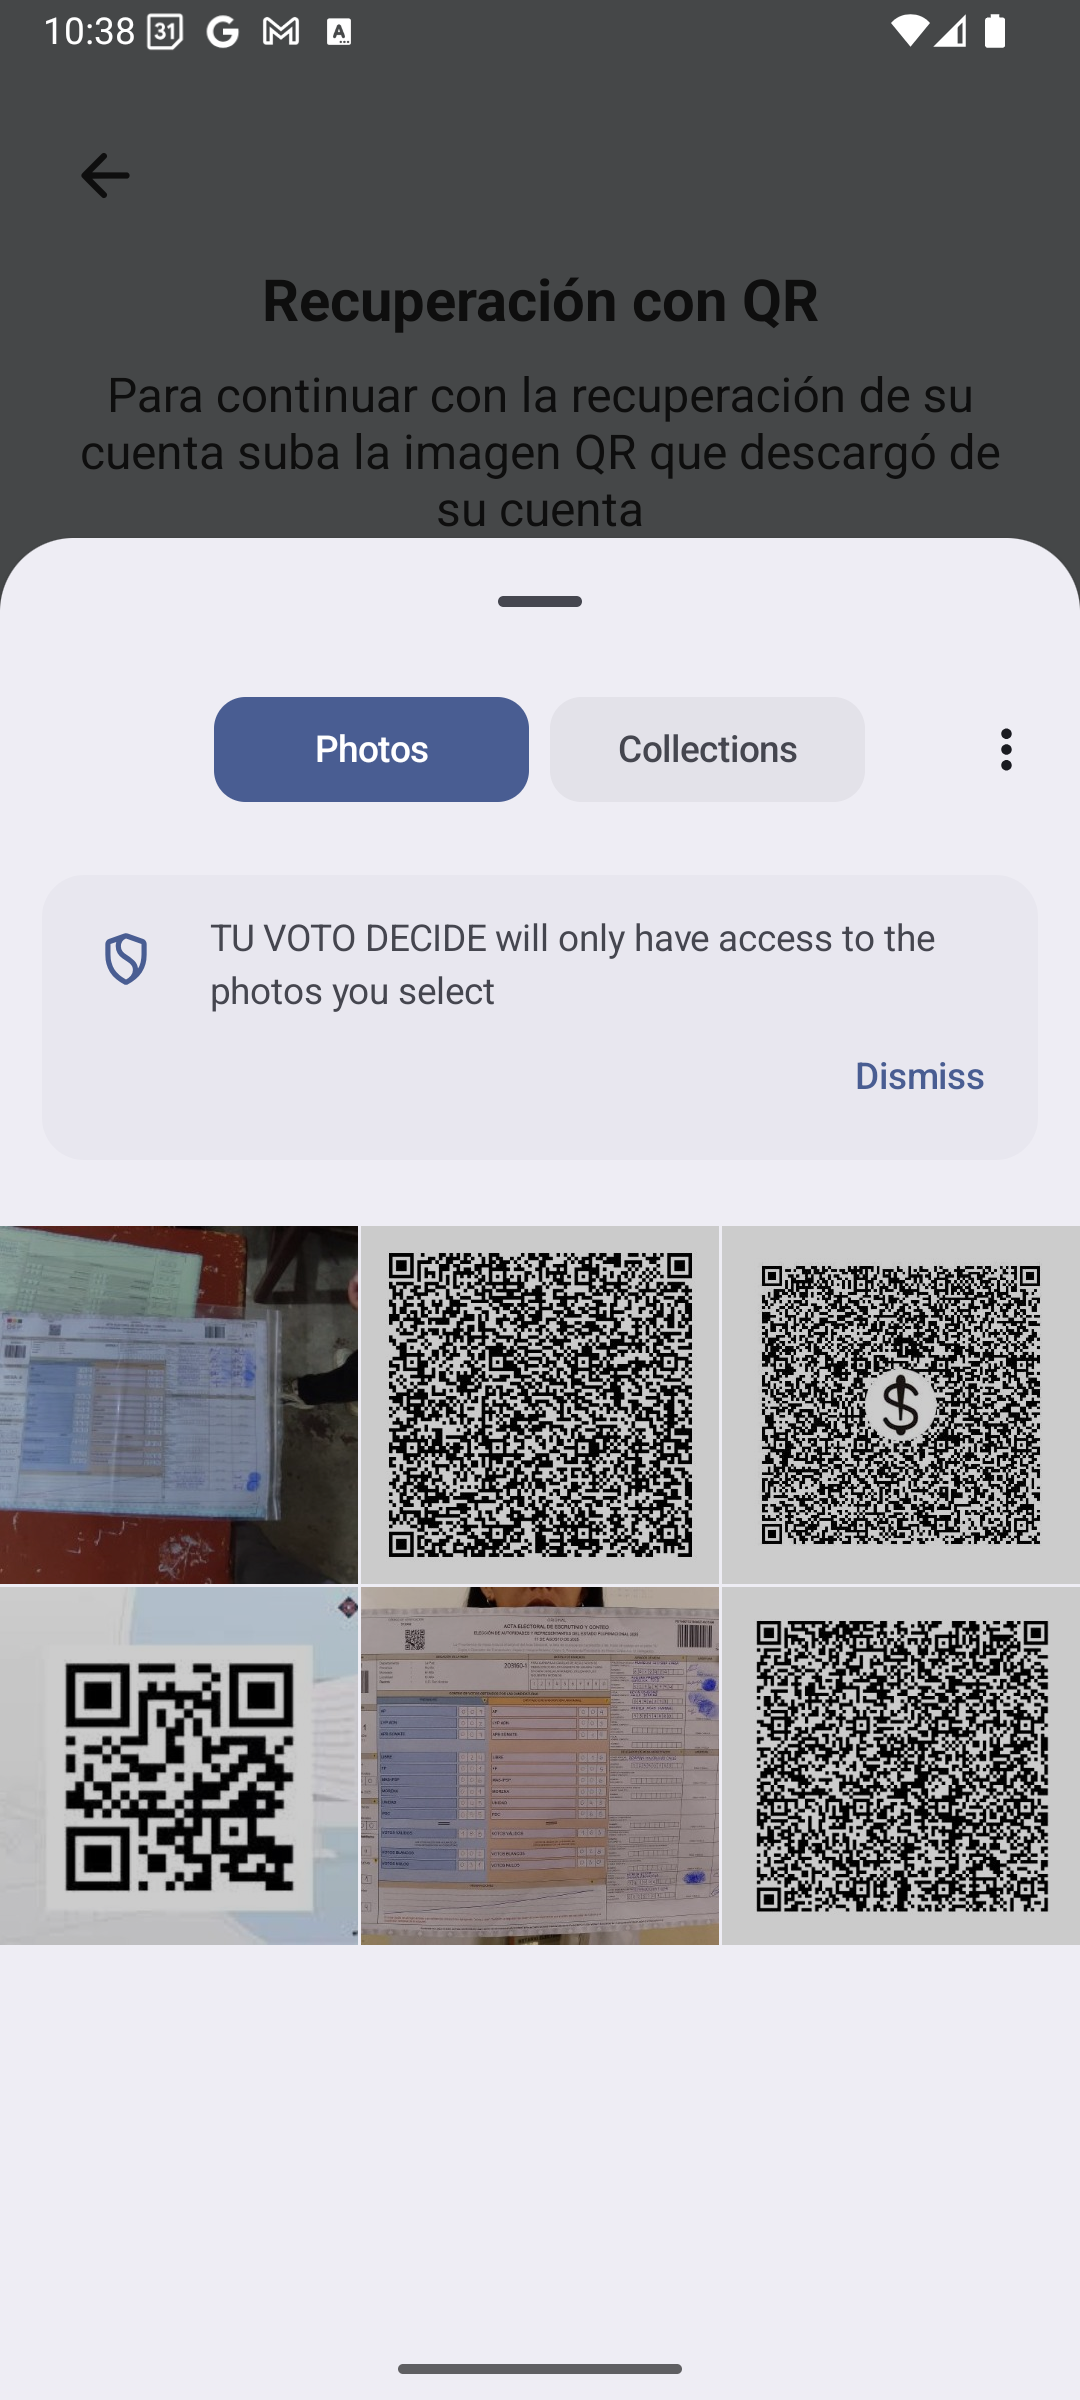 10:38
31
Recuperación con QR
Para continuar con la recuperación de su
cuenta suba la imagen QR que descargó de
su cuenta
Photos
Collections
TU VOTO DECIDE will only have access to the
photos you select
Dismiss
$
ACTA ELECTORAL DE ESCRUTINIO Y CONTEO